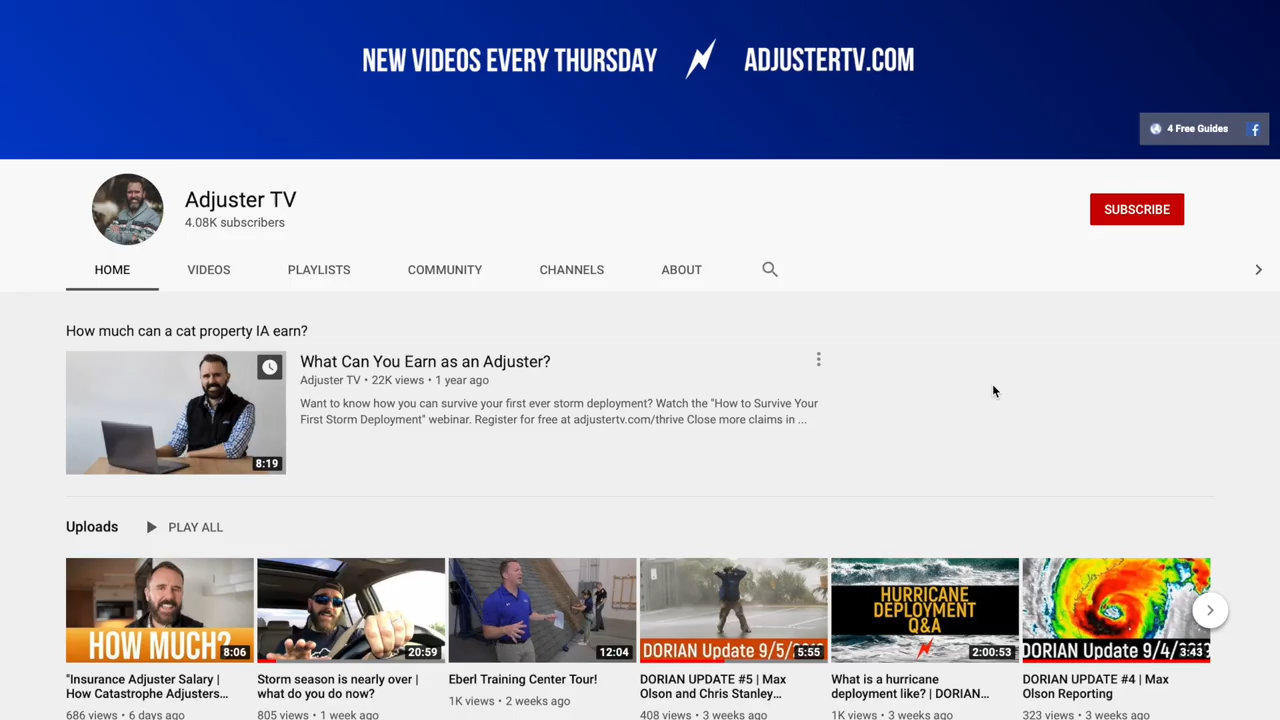 NEW VIDEOS EVERY THURSDAY ADJUSTERTV.COM
4 Free Guides
Adjuster TV
4.08K subscribers
SUBSCRIBE
HOME VIDEOS PLAYLISTS COMMUNITY CHANNELS ABOUT
How much can a cat property IA earn?
What Can You Earn as an Adjuster?
Adjuster TV • 22K views • 1 year ago
Want to know how you can survive your first ever storm deployment? Watch the "How to Survive Your
First Storm Deployment" webinar. Register for free at adjustertv.com/thrive Close more claims in ...
8:19
Uploads PLAY ALL
HOW MUCH?
8:06
20:59
12:04
DORIAN Update 9/5/
5:55
HURRICANE
DEPLOYMENT
Q&A
2:00:53
DORIAN Update 9/4/
3:43
"Insurance Adjuster Salary |
How Catastrophe Adjusters...
686 views • 6 days ago
Storm season is nearly over |
what do you do now?
805 views • 1 week ago
Eberl Training Center Tour!
1K views • 2 weeks ago
DORIAN UPDATE #5 | Max
Olson and Chris Stanley...
408 views • 3 weeks ago
What is a hurricane
deployment like? | DORIAN...
1K views • 3 weeks ago
DORIAN UPDATE #4 | Max
Olson Reporting
323 views • 3 weeks ago